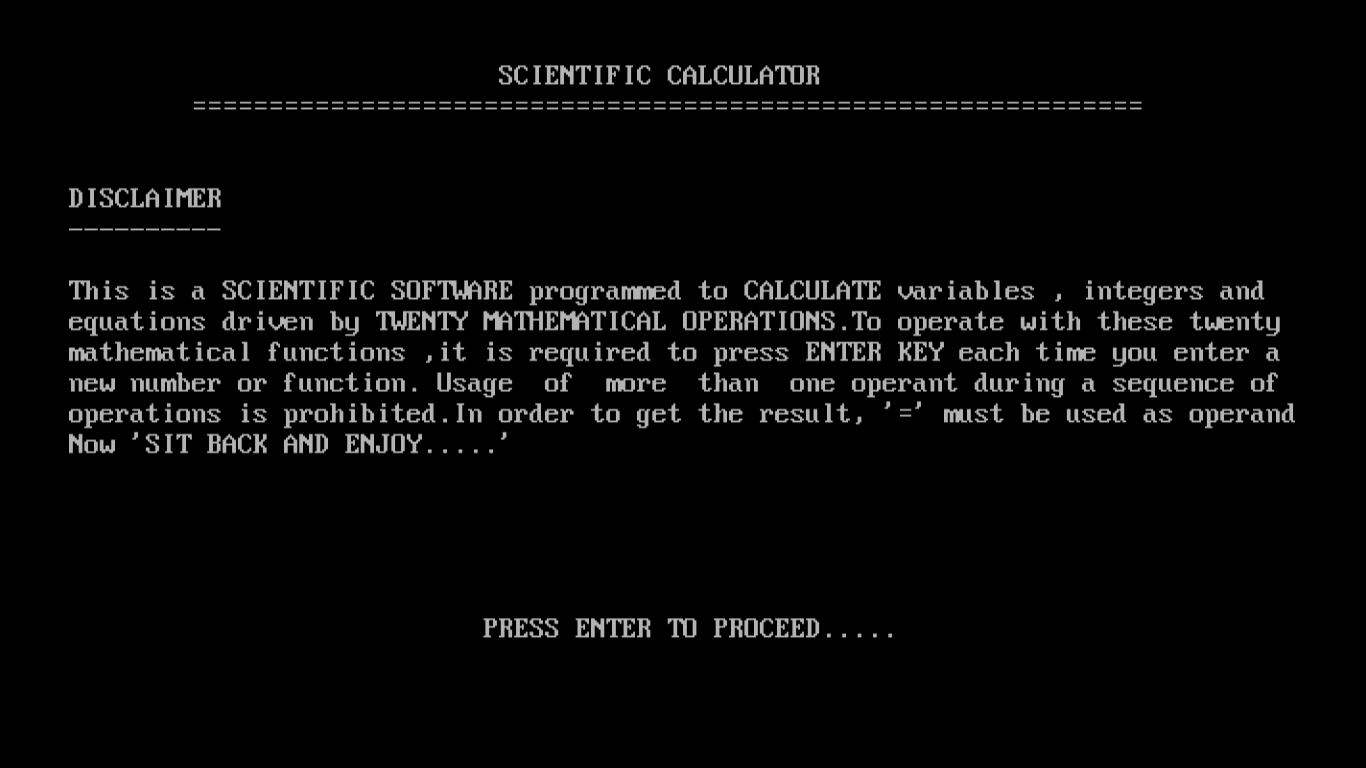 SCIENTIFIC CALCULATOR
==============================================================
DISCLAIMER
----------
This is a SCIENTIFIC SOFTWARE programmed to CALCULATE variables , integers and
equations driven by TWENTY MATHEMATICAL OPERATIONS.To operate with these twenty
mathematical functions ,it is required to press ENTER KEY each time you enter a
new number or function. Usage  of  more  than  one operant during a sequence of
operations is prohibited.In order to get the result, '=' must be used as operand
Now 'SIT BACK AND ENJOY.....'
PRESS ENTER TO PROCEED.....